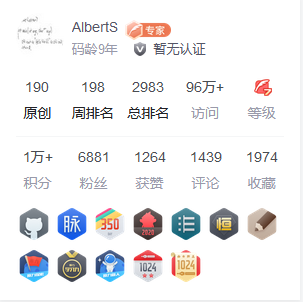 AlbertS 专家
码龄9年 暂无认证
190 198 2983 96万+
原创 周排名 总排名 访问 等级
1万+ 6881 1264 1439 1974
积分 粉丝 获赞 评论 收藏
脉 350 2020 恒
1024 1024